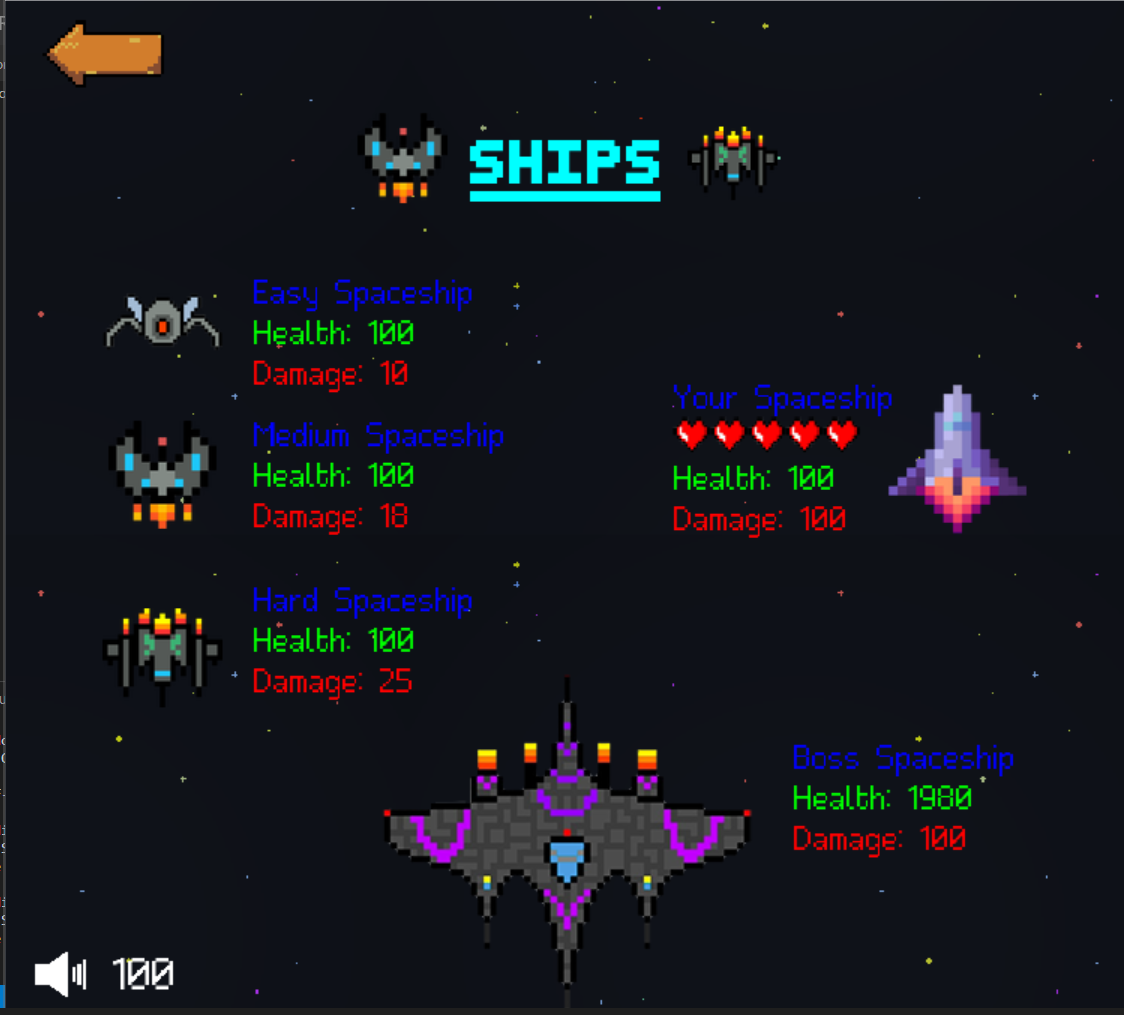 SHIPS
Easy Spaceship
Health: 100
Damage: 10
Medium Spaceship
Health: 100
Damage: 18
Your Spaceship
Health: 100
Damage: 100
Hard Spaceship
Health: 100
Damage: 25
Boss Spaceship
Health: 1980
Damage: 100
100